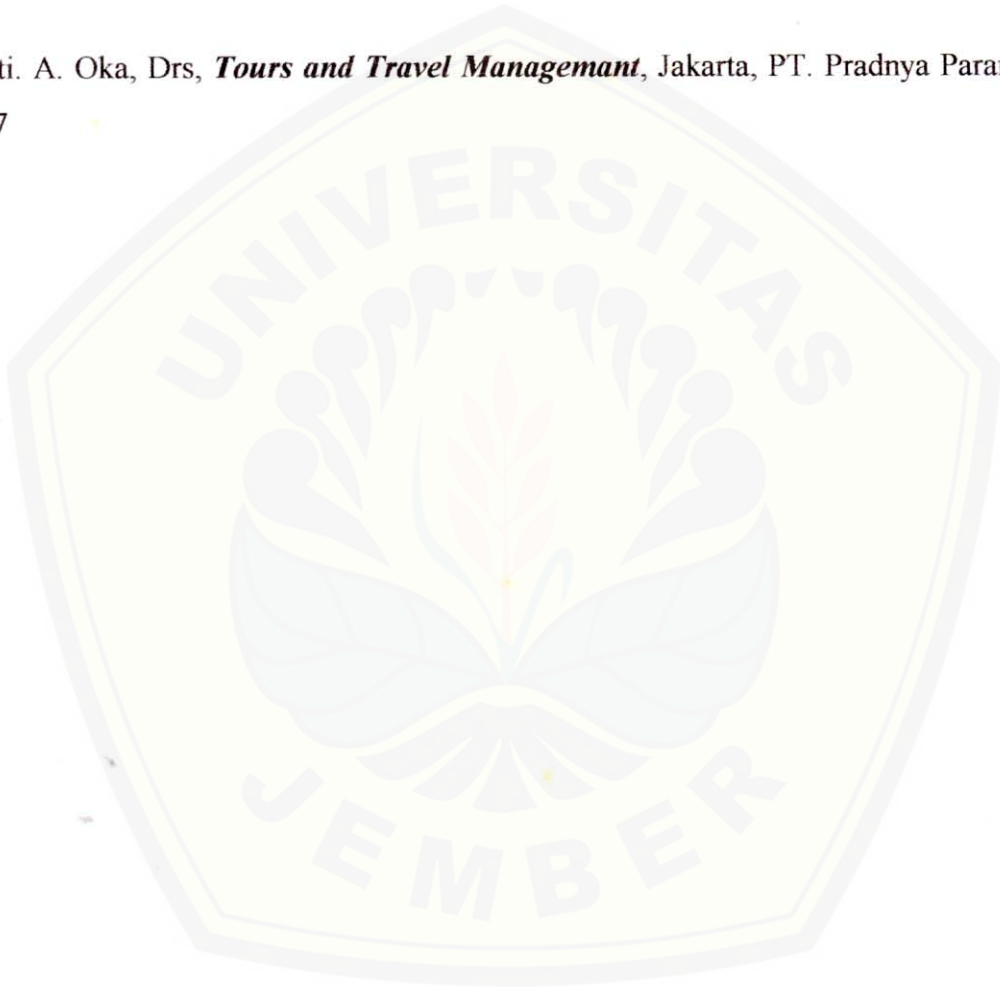 ti. A. Oka, Drs, Tours and Travel Managemant, Jakarta, PT. Pradnya Para
7
UNIVERSITAS
JEMBER